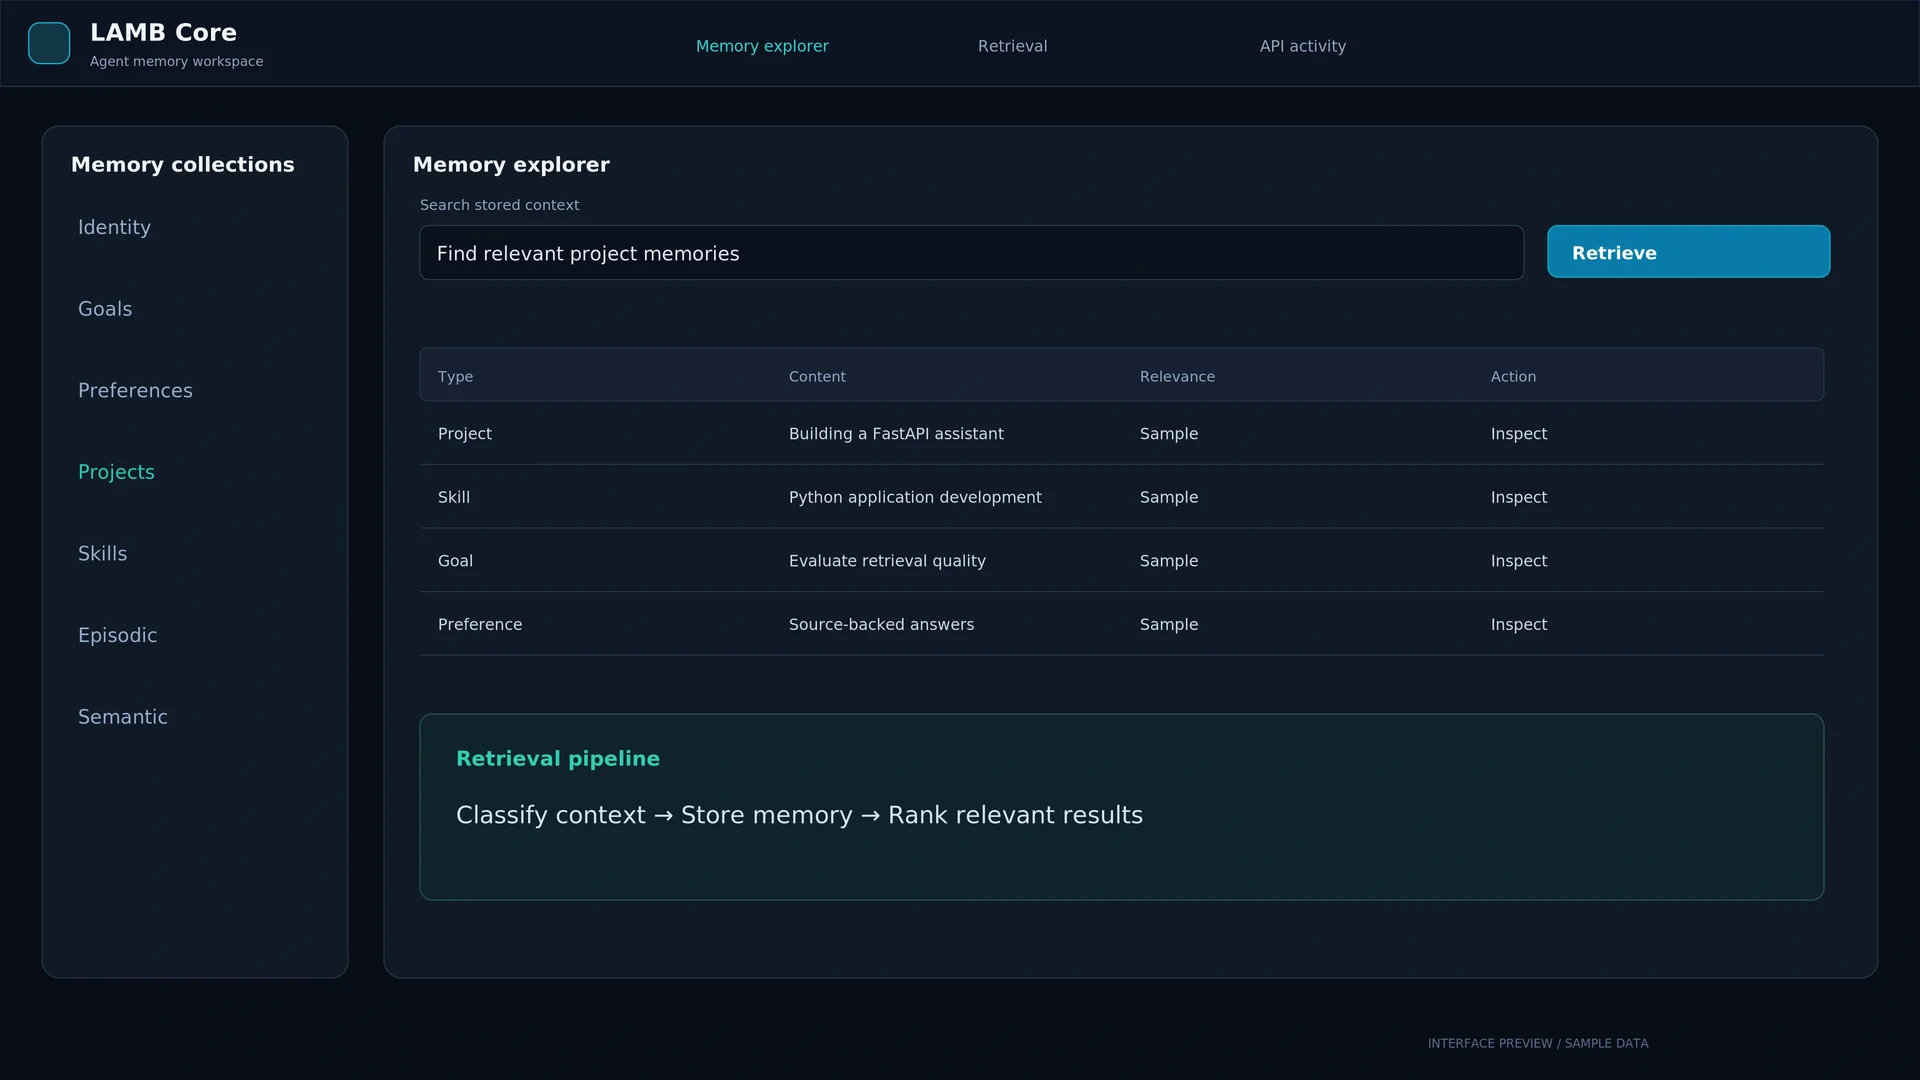 LAMB Core
Agent memory workspace
Memory explorer
Retrieval
API activity
Memory collections
Identity
Goals
Preferences
Projects
Skills
Episodic
Semantic
Memory explorer
Search stored context
Find relevant project memories
Retrieve
Type Content Relevance Action
Project Building a FastAPI assistant Sample Inspect
Skill Python application development Sample Inspect
Goal Evaluate retrieval quality Sample Inspect
Preference Source-backed answers Sample Inspect
Retrieval pipeline
Classify context → Store memory → Rank relevant results
INTERFACE PREVIEW / SAMPLE DATA